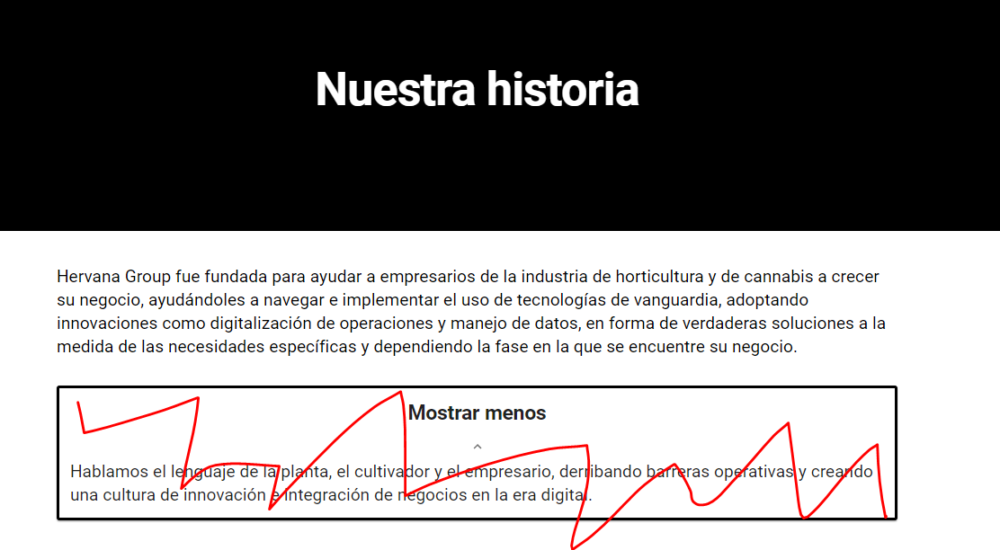 Nuestra historia
Hervana Group fue fundada para ayudar a empresarios de la industria de horticultura y de cannabis a crecer
su negocio, ayudándoles a navegar e implementar el uso de tecnologías de vanguardia, adoptando
innovaciones como digitalización de operaciones y manejo de datos, en forma de verdaderas soluciones a la
medida de las necesidades específicas y dependiendo la fase en la que se encuentre su negocio.
Mostrar menos
Hablamos el lenguaje de la planta, el cultivador y el empresario, derribando barreras operativas y creando
una cultura de innovación e integración de negocios en la era digital.